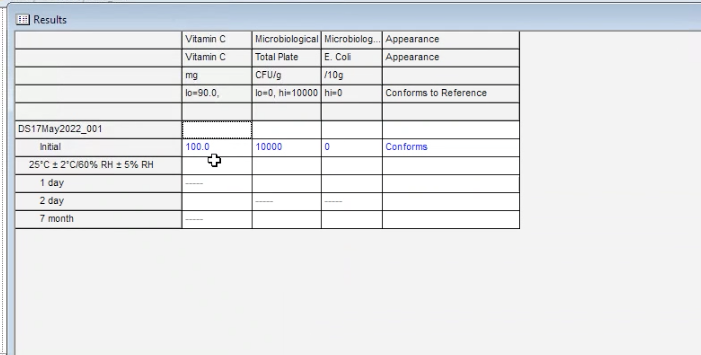 Results
Vitamin C Microbiological Microbiolog... Appearance
Vitamin C Total Plate E. Coli Appearance
mg CFU/g /10g
lo=90.0, lo=0, hi=10000 hi=0 Conforms to Reference
DS17May2022_001
Initial 100.0 10000 0 Conforms
25°C ± 2°C/60% RH ± 5% RH
1 day -----
2 day ----- -----
7 month -----